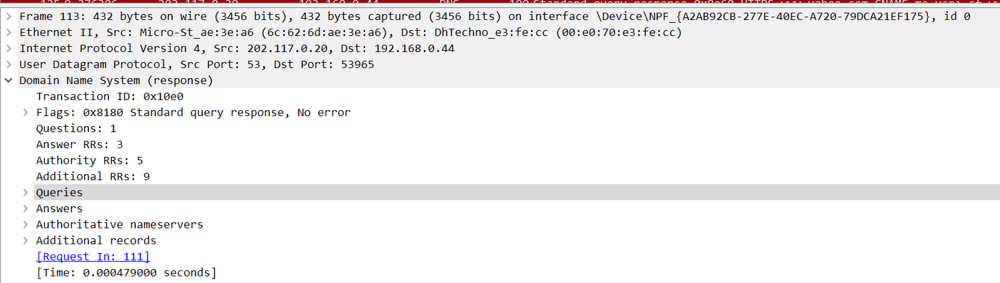 Frame 113: 432 bytes on wire (3456 bits), 432 bytes captured (3456 bits) on interface \Device\NPF_{A2AB92CB-277E-40EC-A720-79DCA21EF175}, id 0
Ethernet II, Src: Micro-St_ae:3e:a6 (6c:62:6d:ae:3e:a6), Dst: DhTechno_e3:fe:cc (00:e0:70:e3:fe:cc)
Internet Protocol Version 4, Src: 202.117.0.20, Dst: 192.168.0.44
User Datagram Protocol, Src Port: 53, Dst Port: 53965
Domain Name System (response)
Transaction ID: 0x10e0
Flags: 0x8180 Standard query response, No error
Questions: 1
Answer RRs: 3
Authority RRs: 5
Additional RRs: 9
Queries
Answers
Authoritative nameservers
Additional records
[Request In: 111]
[Time: 0.000479000 seconds]